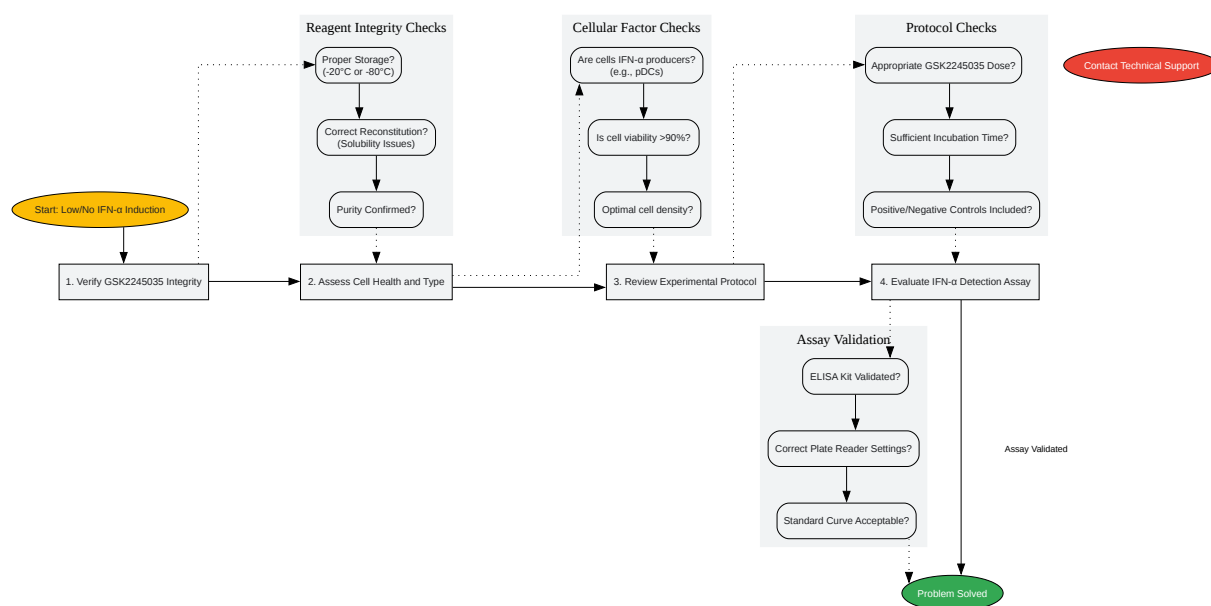 Reagent Integrity Checks
Proper Storage?
(-20°C or -80°C)
Correct Reconstitution?
(Solubility Issues)
Purity Confirmed?
Cellular Factor Checks
Are cells IFN-α producers?
(e.g., pDCs)
Is cell viability >90%?
Optimal cell density?
Protocol Checks
Appropriate GSK2245035 Dose?
Sufficient Incubation Time?
Positive/Negative Controls Included?
Contact Technical Support
Start: Low/No IFN-α Induction
1. Verify GSK2245035 Integrity
2. Assess Cell Health and Type
3. Review Experimental Protocol
4. Evaluate IFN-α Detection Assay
Assay Validation
ELISA Kit Validated?
Correct Plate Reader Settings?
Standard Curve Acceptable?
Assay Validated
Problem Solved